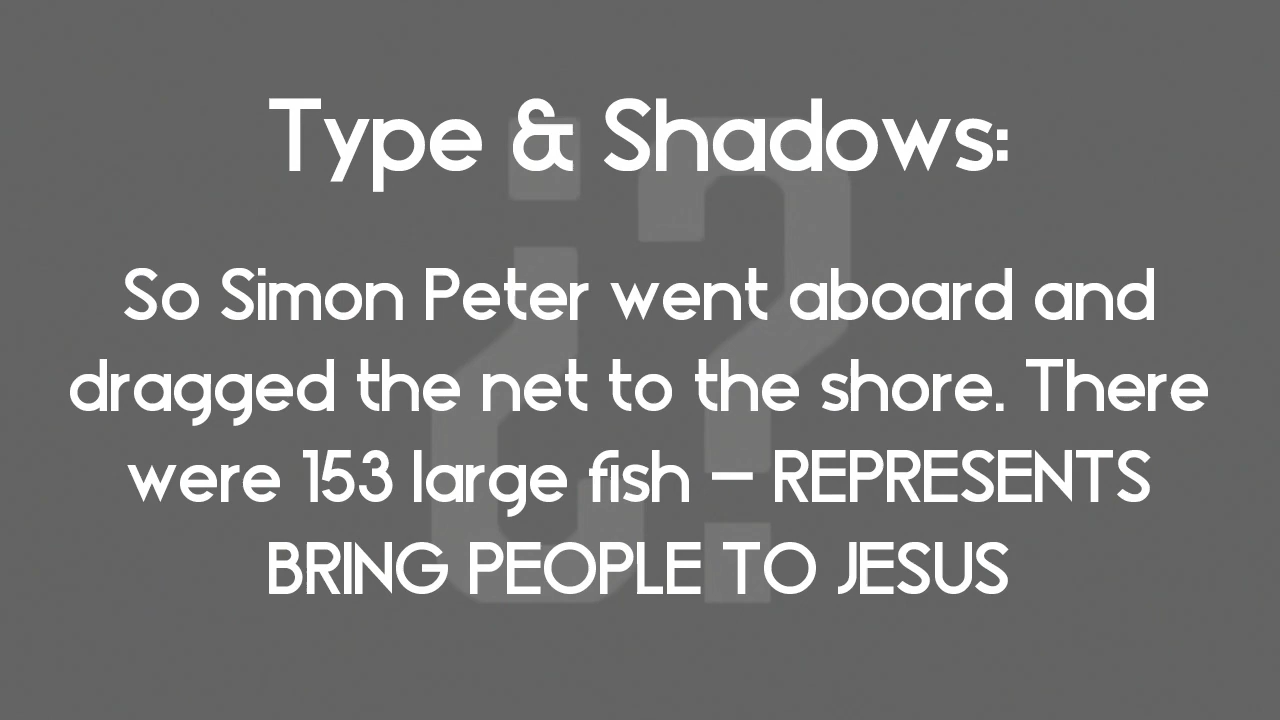 Type & Shadows:
So Simon Peter went aboard and
dragged the net to the shore. There
were 153 large fish – REPRESENTS
BRING PEOPLE TO JESUS
¿?